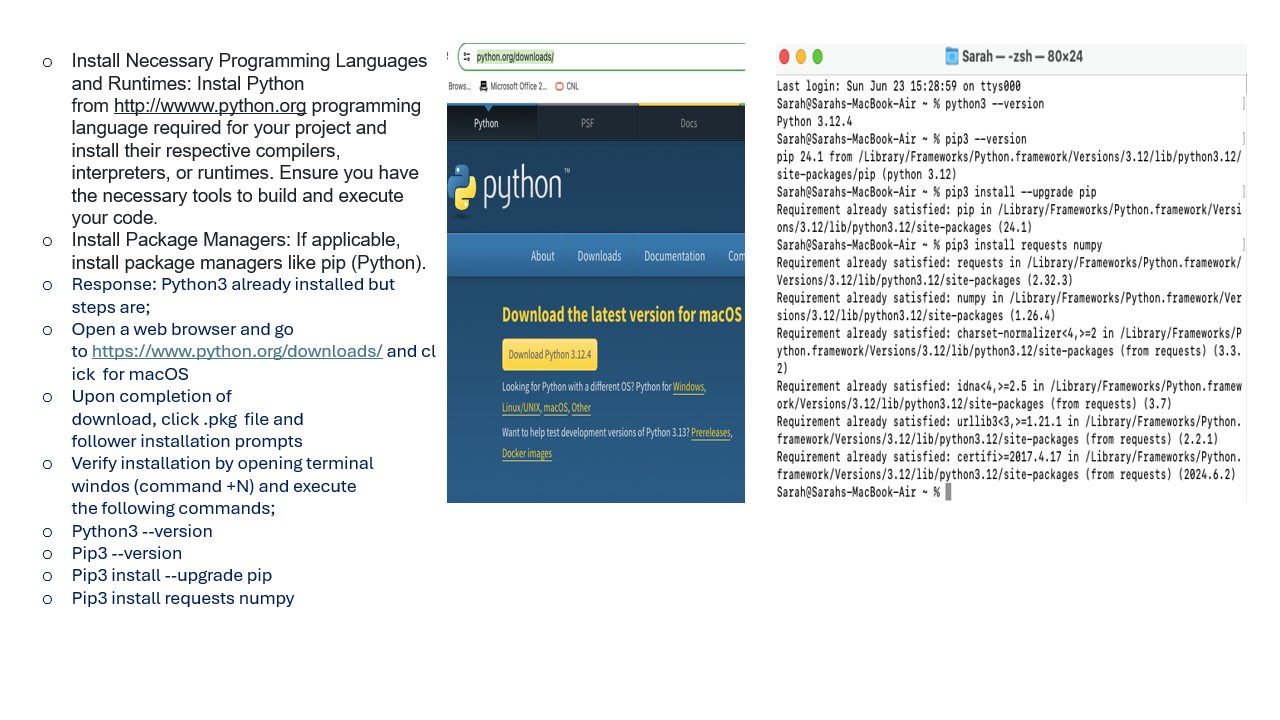 o Install Necessary Programming Languages
and Runtimes: Instal Python
from http://wwww.python.org programming
language required for your project and
install their respective compilers,
interpreters, or runtimes. Ensure you have
the necessary tools to build and execute
your code.
o Install Package Managers: If applicable,
install package managers like pip (Python).
o Response: Python3 already installed but
steps are;
o Open a web browser and go
to https://www.python.org/downloads/ and cl
ick for macOS
o Upon completion of
download, click .pkg file and
follower installation prompts
o Verify installation by opening terminal
windos (command +N) and execute
the following commands;
o Python3 --version
o Pip3 --version
o Pip3 install --upgrade pip
o Pip3 install requests numpy
python.org/downloads/
Brows... Microsoft Office 2... CNL
Python PSF Docs
python™
About Downloads Documentation Com
Download the latest version for macOS
Download Python 3.12.4
Looking for Python with a different OS? Python for Windows,
Linux/UNIX, macOS, Other
Want to help test development versions of Python 3.13? Prereleases,
Docker images
Sarah — -zsh — 80×24
Last login: Sun Jun 23 15:28:59 on ttys000
Sarah@Sarahs-MacBook-Air ~ % python3 --version
Python 3.12.4
Sarah@Sarahs-MacBook-Air ~ % pip3 --version
pip 24.1 from /Library/Frameworks/Python.framework/Versions/3.12/lib/python3.12/
site-packages/pip (python 3.12)
Sarah@Sarahs-MacBook-Air ~ % pip3 install --upgrade pip
Requirement already satisfied: pip in /Library/Frameworks/Python.framework/Versi
ons/3.12/lib/python3.12/site-packages (24.1)
Sarah@Sarahs-MacBook-Air ~ % pip3 install requests numpy
Requirement already satisfied: requests in /Library/Frameworks/Python.framework/
Versions/3.12/lib/python3.12/site-packages (2.32.3)
Requirement already satisfied: numpy in /Library/Frameworks/Python.framework/Ver
sions/3.12/lib/python3.12/site-packages (1.26.4)
Requirement already satisfied: charset-normalizer<4,>=2 in /Library/Frameworks/P
ython.framework/Versions/3.12/lib/python3.12/site-packages (from requests) (3.3.
2)
Requirement already satisfied: idna<4,>=2.5 in /Library/Frameworks/Python.framew
ork/Versions/3.12/lib/python3.12/site-packages (from requests) (3.7)
Requirement already satisfied: urllib3<3,>=1.21.1 in /Library/Frameworks/Python.
framework/Versions/3.12/lib/python3.12/site-packages (from requests) (2.2.1)
Requirement already satisfied: certifi>=2017.4.17 in /Library/Frameworks/Python.
framework/Versions/3.12/lib/python3.12/site-packages (from requests) (2024.6.2)
Sarah@Sarahs-MacBook-Air ~ %